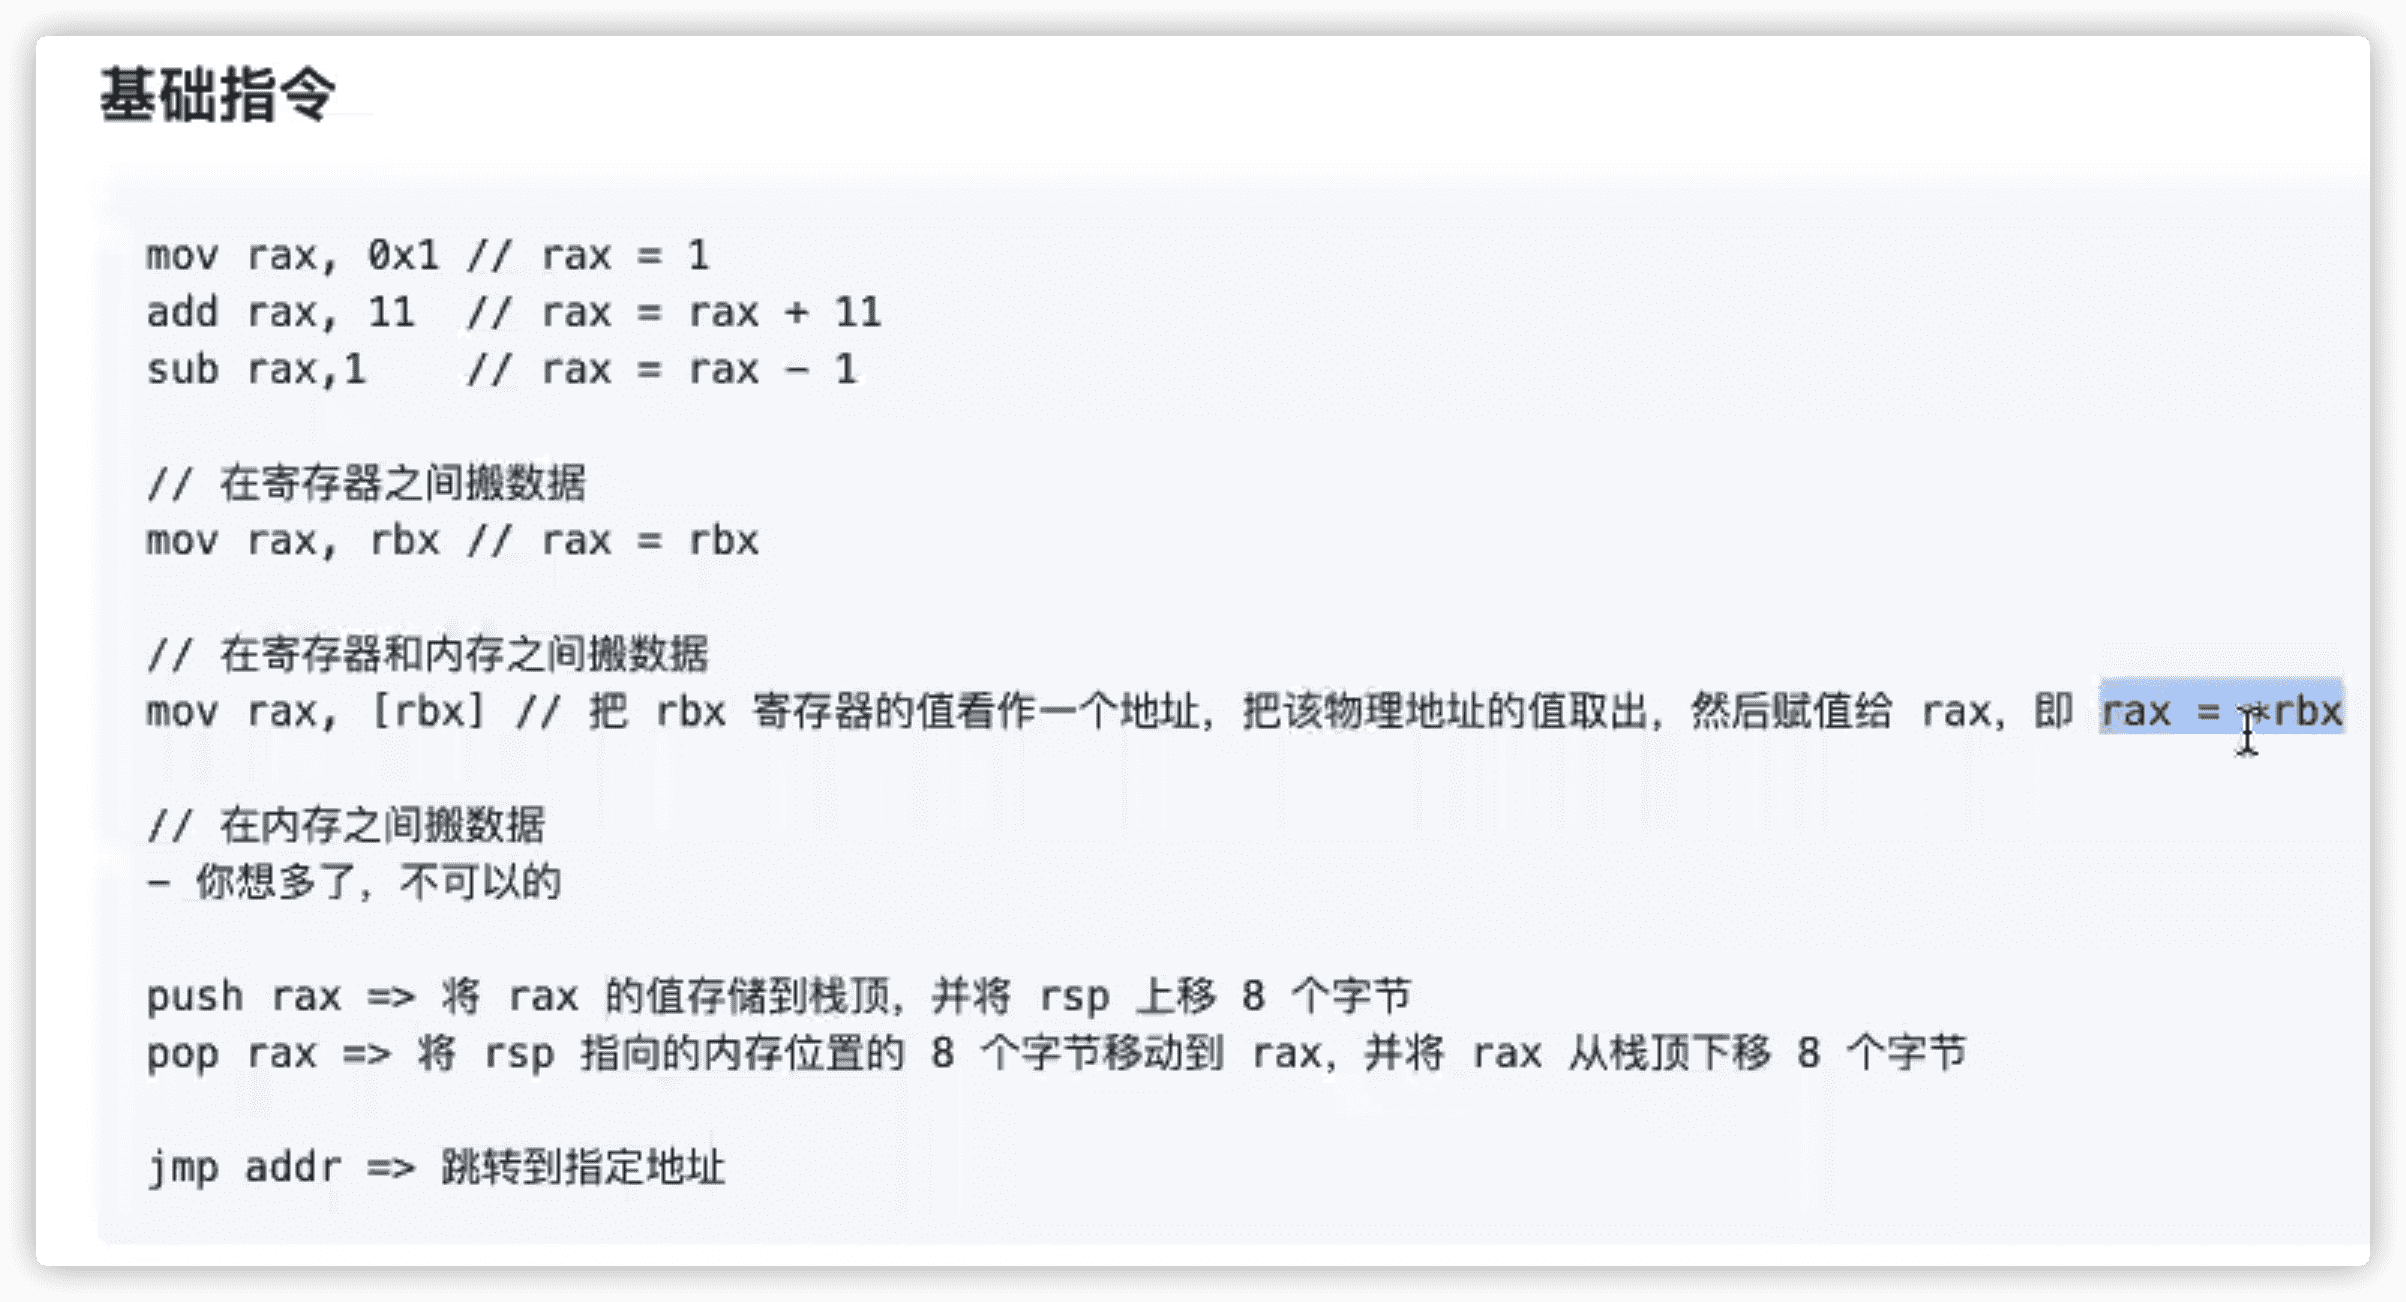 基础指令
mov rax, 0x1 // rax = 1
add rax, 11  // rax = rax + 11
sub rax,1    // rax = rax - 1
// 在寄存器之间搬数据
mov rax, rbx // rax = rbx
// 在寄存器和内存之间搬数据
mov rax, [rbx] // 把 rbx 寄存器的值看作一个地址，把该物理地址的值取出，然后赋值给 rax，即 rax = *rbx
// 在内存之间搬数据
- 你想多了，不可以的
push rax => 将 rax 的值存储到栈顶，并将 rsp 上移 8 个字节
pop rax => 将 rsp 指向的内存位置的 8 个字节移动到 rax，并将 rax 从栈顶下移 8 个字节
jmp addr => 跳转到指定地址